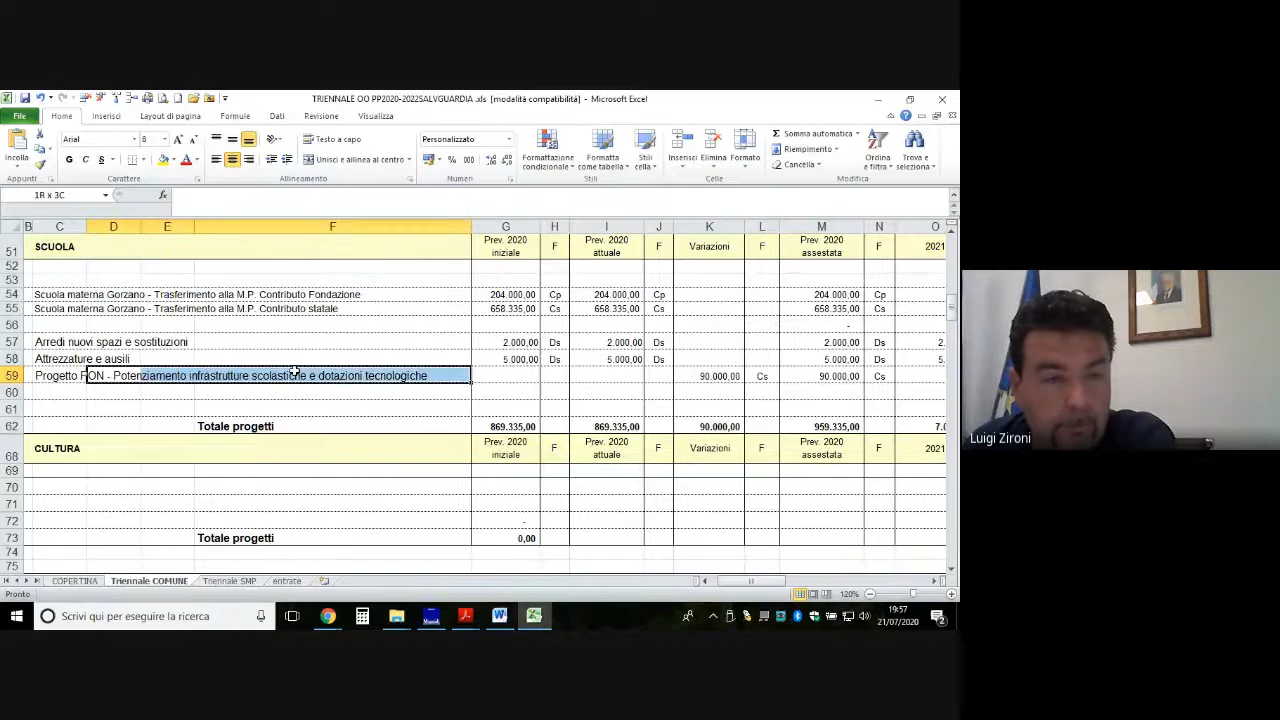 TRIENNALE OO PP2020-2022SALVGUARDIA .xls [modalità compatibilità] - Microsoft Excel
File Home Inserisci Layout di pagina Formule Dati Revisione Visualizza
Arial 8 Testo a capo Personalizzato Somma automatica
Incolla G C S Unisci e allinea al centro % 000 Formattazione condizionale Formatta come tabella Stili cella Inserisci Elimina Formato Riempimento Cancella Ordina e filtra Trova e seleziona
Appunti Carattere Allineamento Numeri Stili Celle Modifica
1R x 3C fx
B C D E F G H I J K L M N O
51 SCUOLA Prev. 2020 iniziale F Prev. 2020 attuale F Variazioni F Prev. 2020 assestata F 2021
52
53
54 Scuola materna Gorzano - Trasferimento alla M.P. Contributo Fondazione 204.000,00 Cp 204.000,00 Cp 204.000,00 Cp
55 Scuola materna Gorzano - Trasferimento alla M.P. Contributo statale 658.335,00 Cs 658.335,00 Cs 658.335,00 Cs
56 -
57 Arredi nuovi spazi e sostituzioni 2.000,00 Ds 2.000,00 Ds 2.000,00 Ds 2.
58 Attrezzature e ausili 5.000,00 Ds 5.000,00 Ds 5.000,00 Ds 5.
59 Progetto PON - Potenziamento infrastrutture scolastiche e dotazioni tecnologiche 90.000,00 Cs 90.000,00 Cs
60
61
62 Totale progetti 869.335,00 869.335,00 90.000,00 959.335,00 7.0
68 CULTURA Prev. 2020 iniziale F Prev. 2020 attuale F Variazioni F Prev. 2020 assestata F 2021
69
70
71
72 -
73 Totale progetti 0,00
74
75
COPERTINA Triennale COMUNE Triennale SMP entrate
Pronto 120%
Scrivi qui per eseguire la ricerca
19:57
21/07/2020
2
Luigi Zironi